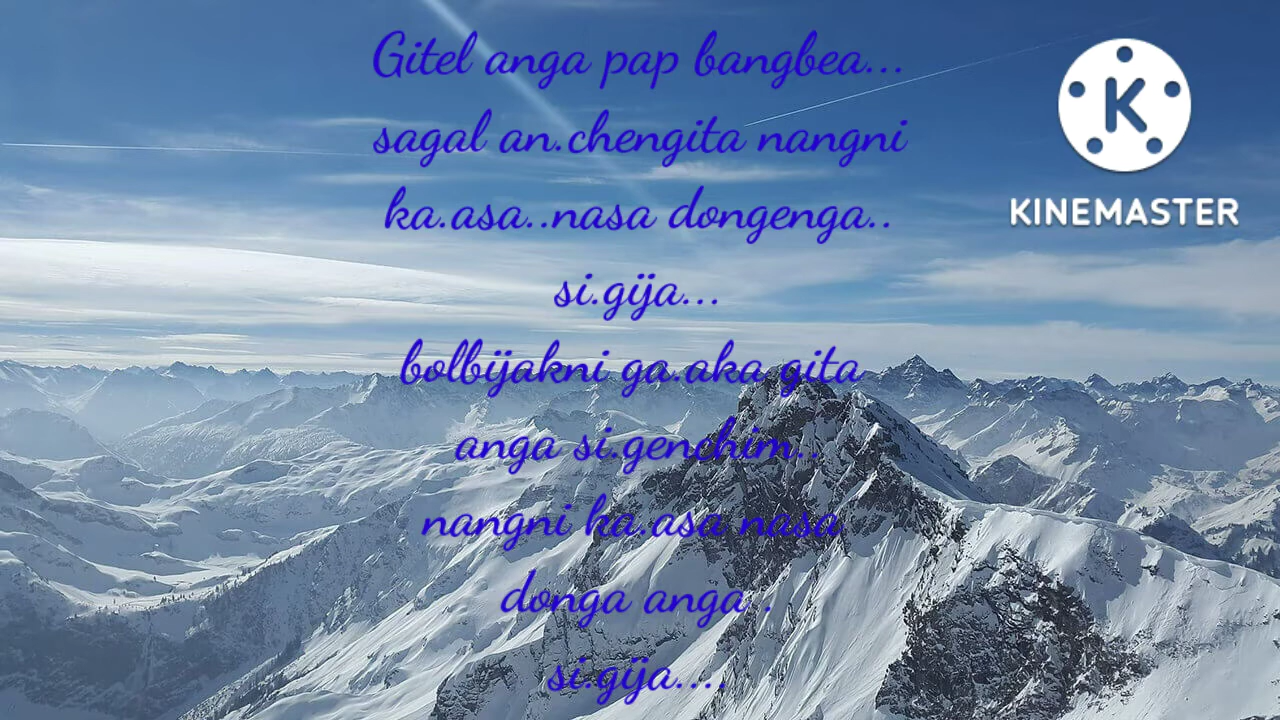 Gitel anga pap bangbea...
sagal an.chengita nangni
ka.asa..nasa dongenga..
si.gija...
bolbijakni ga.aka gita
anga si.genchim..
nangni ka.asa nasa
donga anga .
si.gija....
K
KINEMASTER